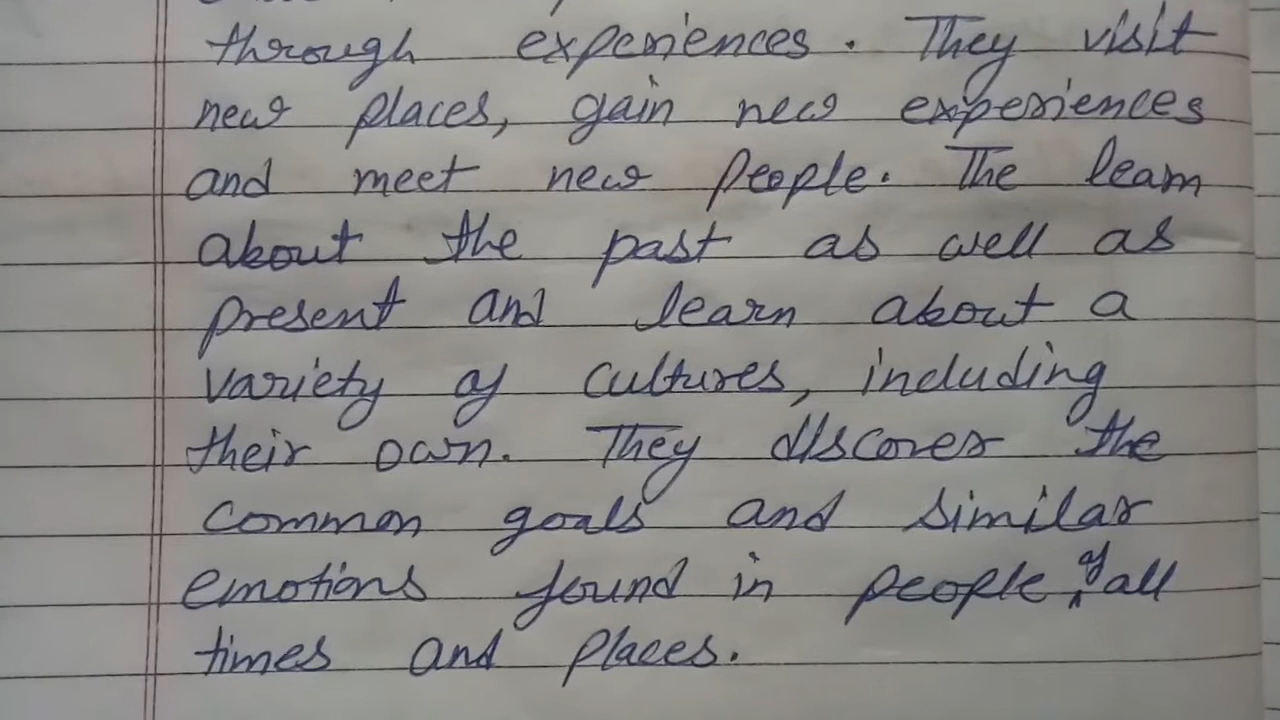 through experiences. They visit
new places, gain new experiences
and meet new people. The learn
about the past as well as
present and learn about a
variety of cultures, including
their own. They discover the
common goals and similar
emotions found in people of all
times and places.